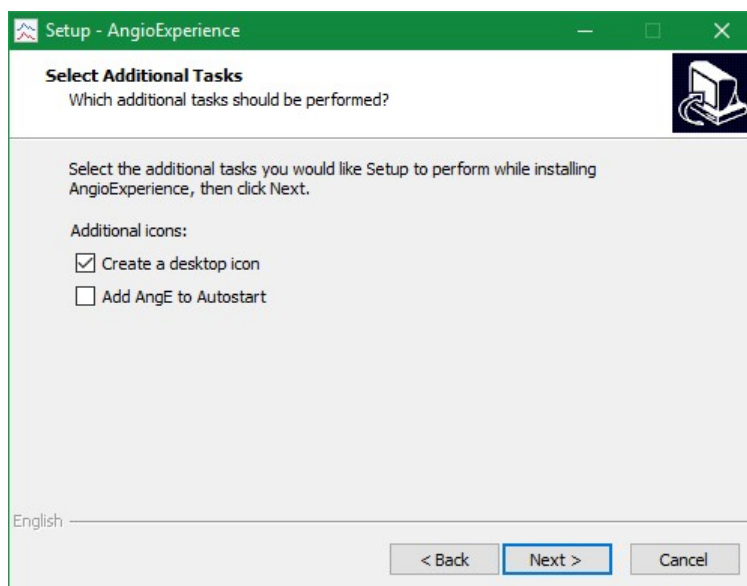 Setup - AngioExperience
Select Additional Tasks
Which additional tasks should be performed?
Select the additional tasks you would like Setup to perform while installing
AngioExperience, then click Next.
Additional icons:
Create a desktop icon
Add AngE to Autostart
English
< Back
Next >
Cancel